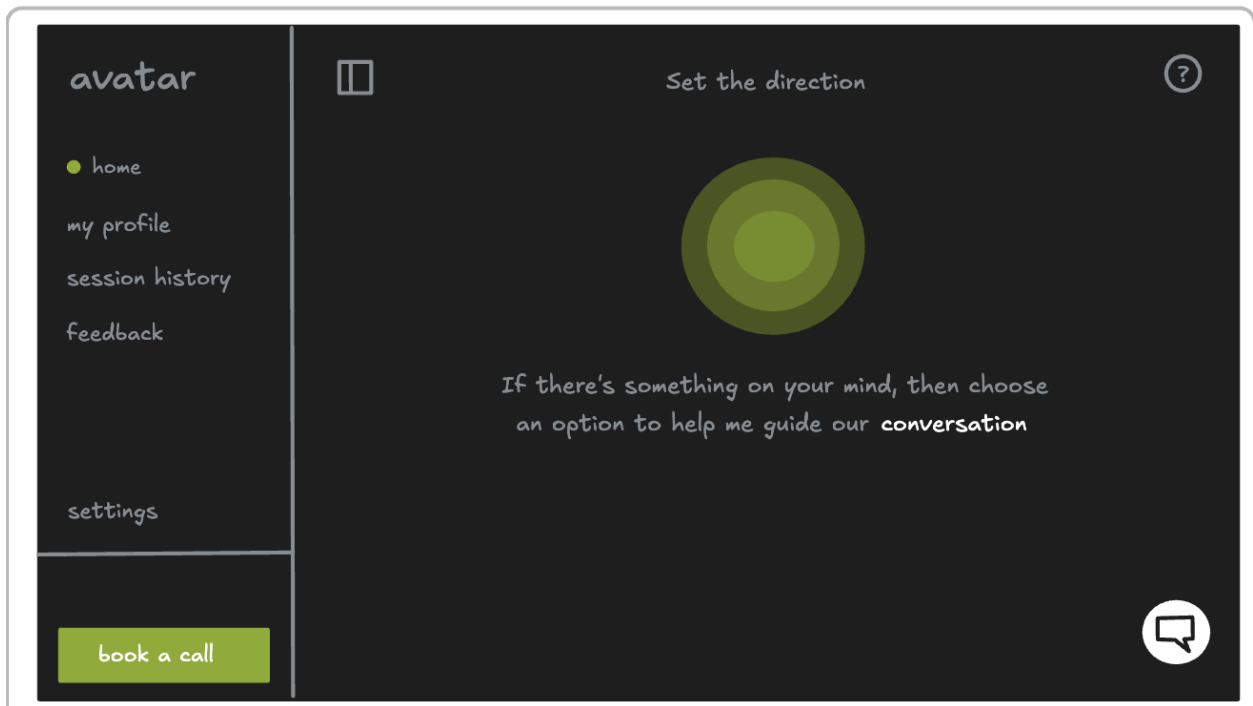 avatar
home
my profile
session history
feedback
settings
book a call
Set the direction
?
If there's something on your mind, then choose
an option to help me guide our conversation